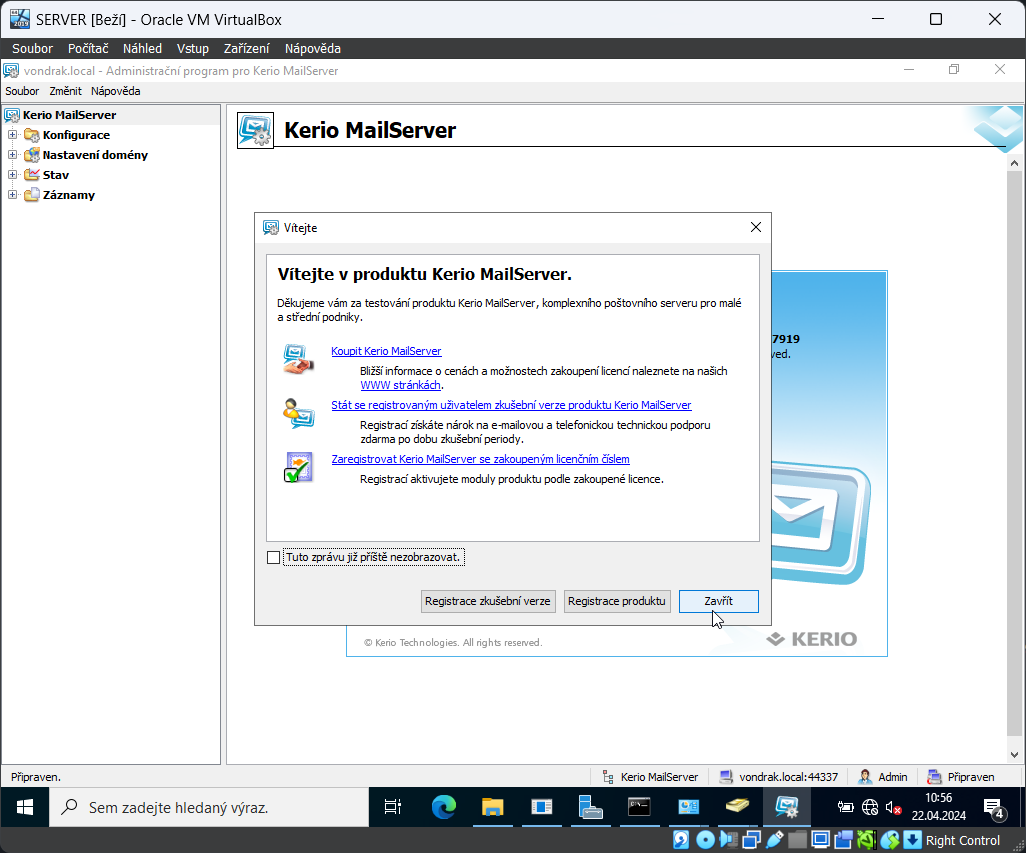 SERVER [Beží] - Oracle VM VirtualBox
Soubor Počítač Náhled Vstup Zařízení Nápověda
vondrak.local - Administrační program pro Kerio MailServer
Soubor Změnit Nápověda
Kerio MailServer
Konfigurace
Nastavení domény
Stav
Záznamy
Kerio MailServer
Vítejte
Vítejte v produktu Kerio MailServer.
Děkujeme vám za testování produktu Kerio MailServer, komplexního poštovního serveru pro malé
a střední podniky.
Koupit Kerio MailServer
Bližší informace o cenách a možnostech zakoupení licencí naleznete na našich
WWW stránkách.
Stát se registrovaným uživatelem zkušební verze produktu Kerio MailServer
Registrací získáte nárok na e-mailovou a telefonickou technickou podporu
zdarma po dobu zkušební periody.
Zaregistrovat Kerio MailServer se zakoupeným licenčním číslem
Registrací aktivujete moduly produktu podle zakoupené licence.
Tuto zprávu již příště nezobrazovat.
Registrace zkušební verze Registrace produktu Zavřít
7919
ved.
© Kerio Technologies. All rights reserved.
KERIO
Připraven. Kerio MailServer vondrak.local:44337 Admin Připraven
Sem zadejte hledaný výraz.
10:56
22.04.2024
4
Right Control